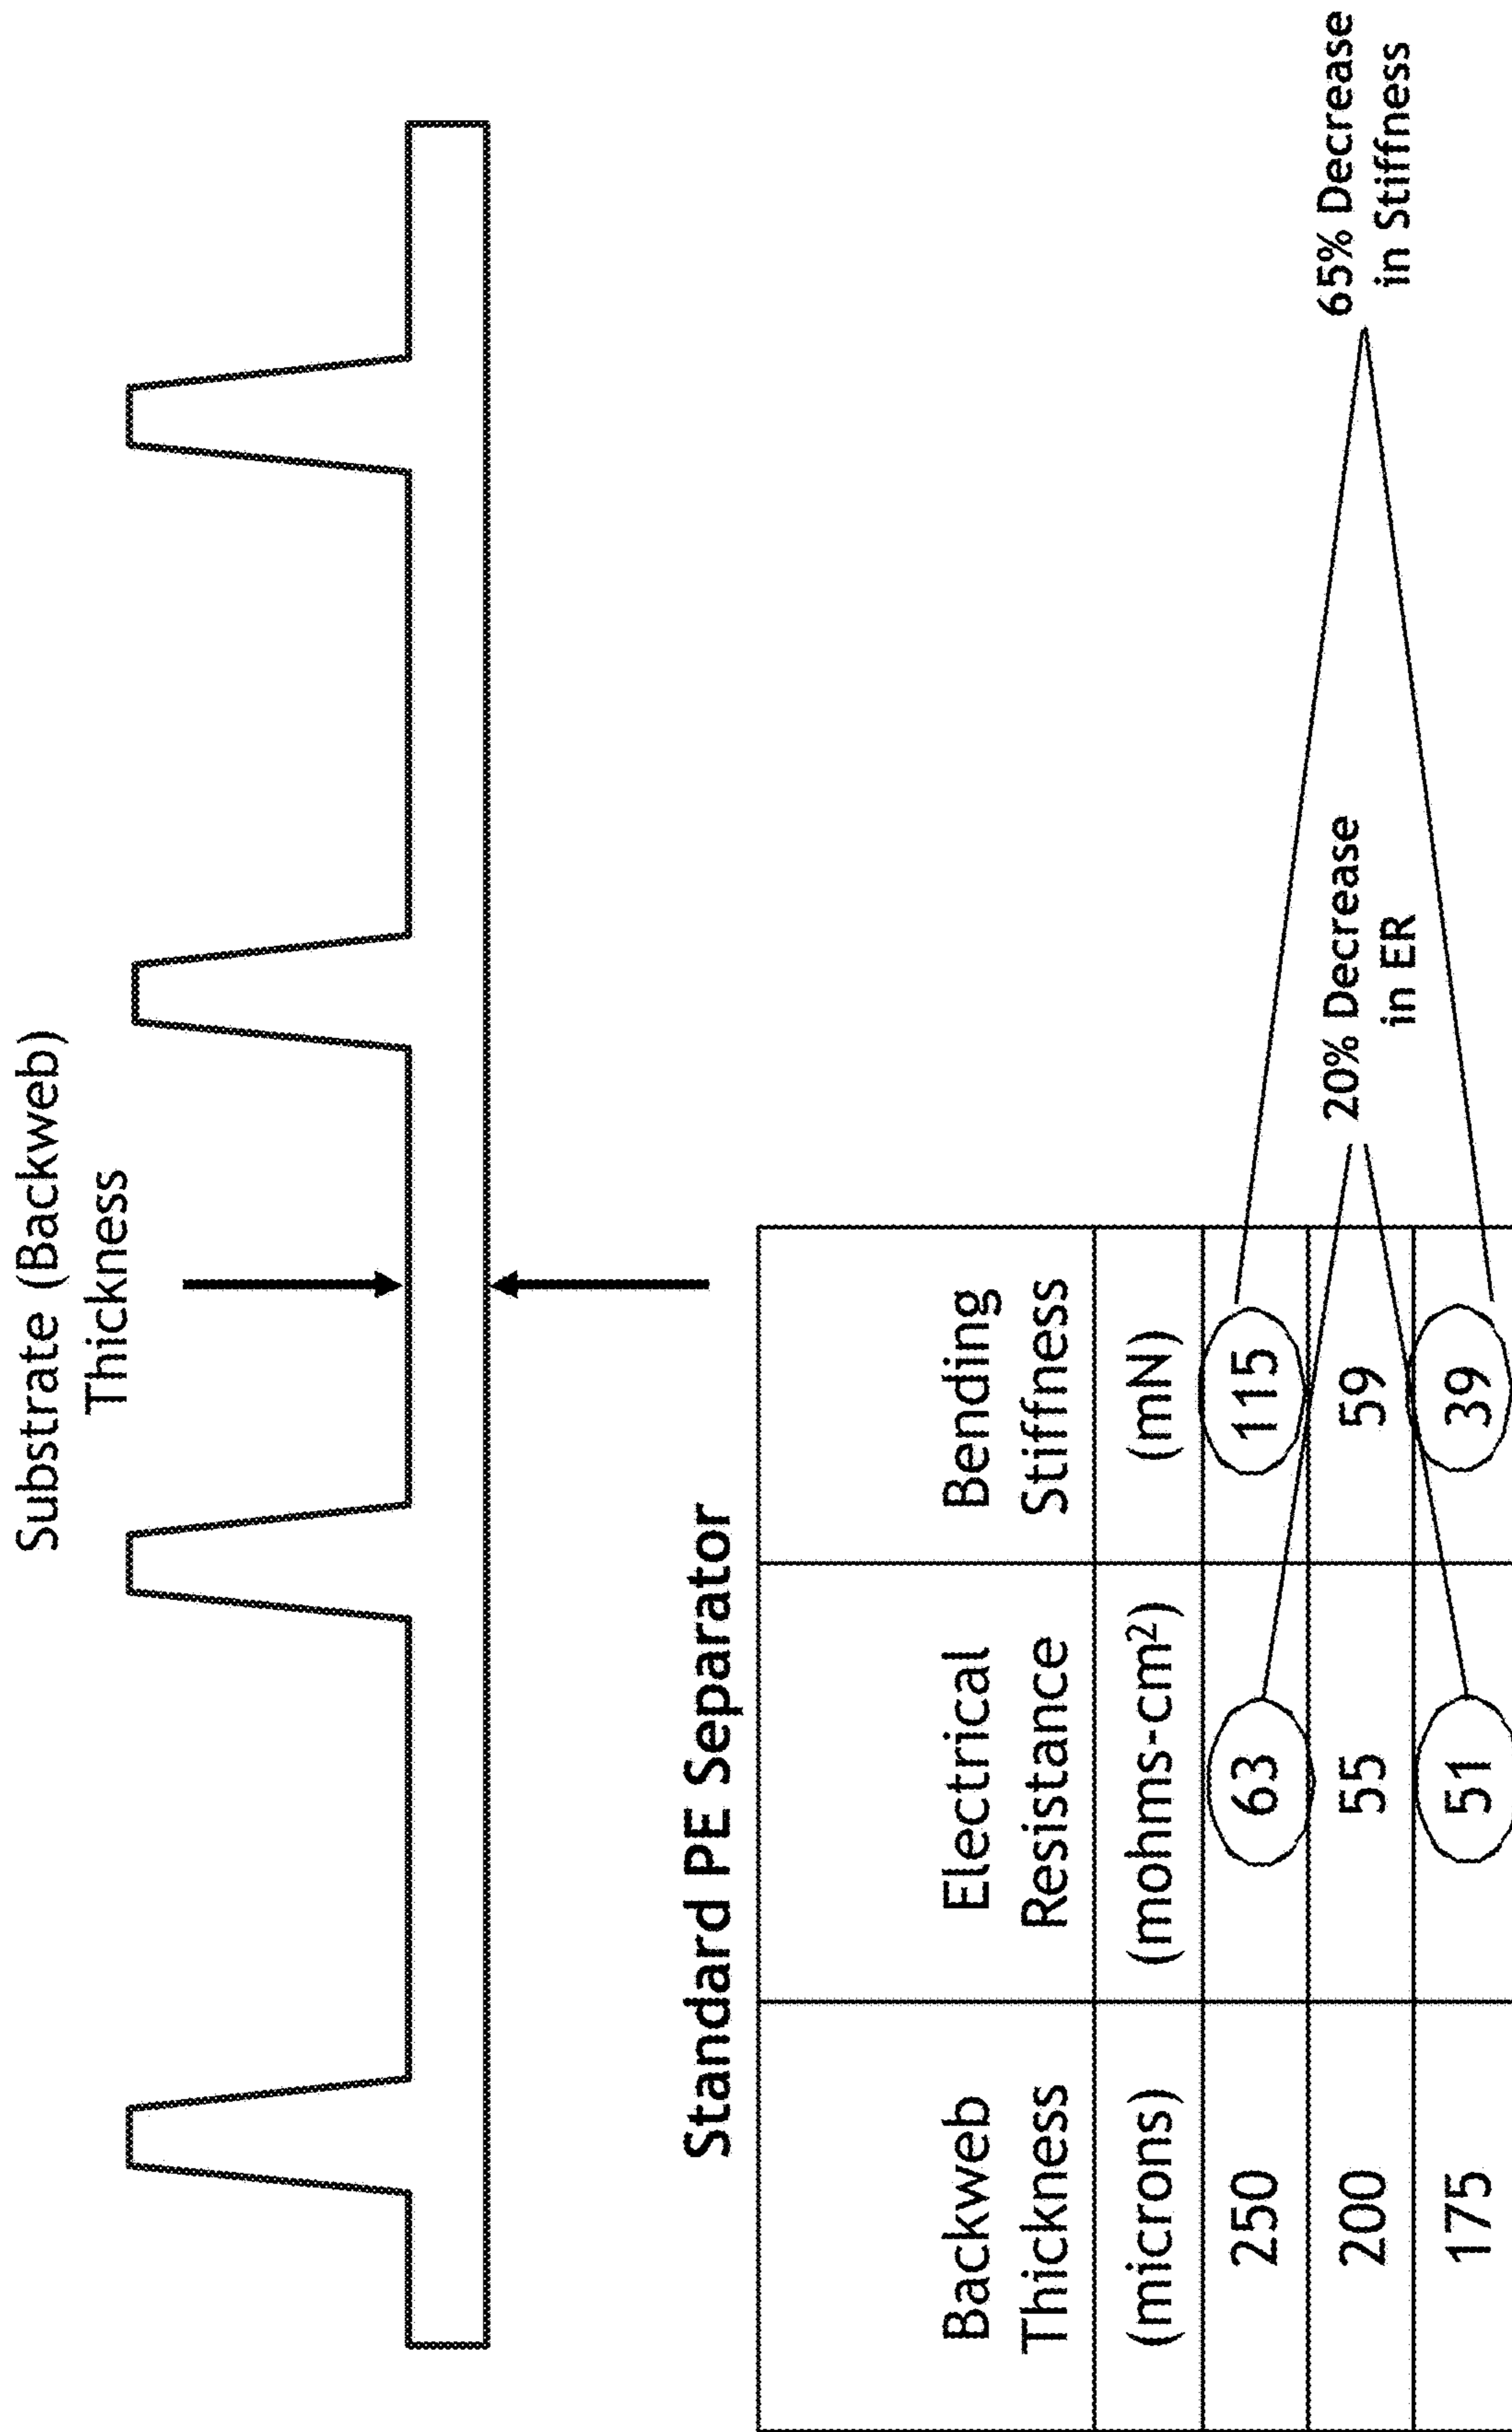 Substrate (Backweb)
Thickness
Standard PE Separator
Backweb
Thickness
Electrical
Resistance
Bending
Stiffness
(microns)
(mohms-cm²)
(mN)
250
63
115
200
55
59
175
51
39
20% Decrease
in ER
65% Decrease
in Stiffness